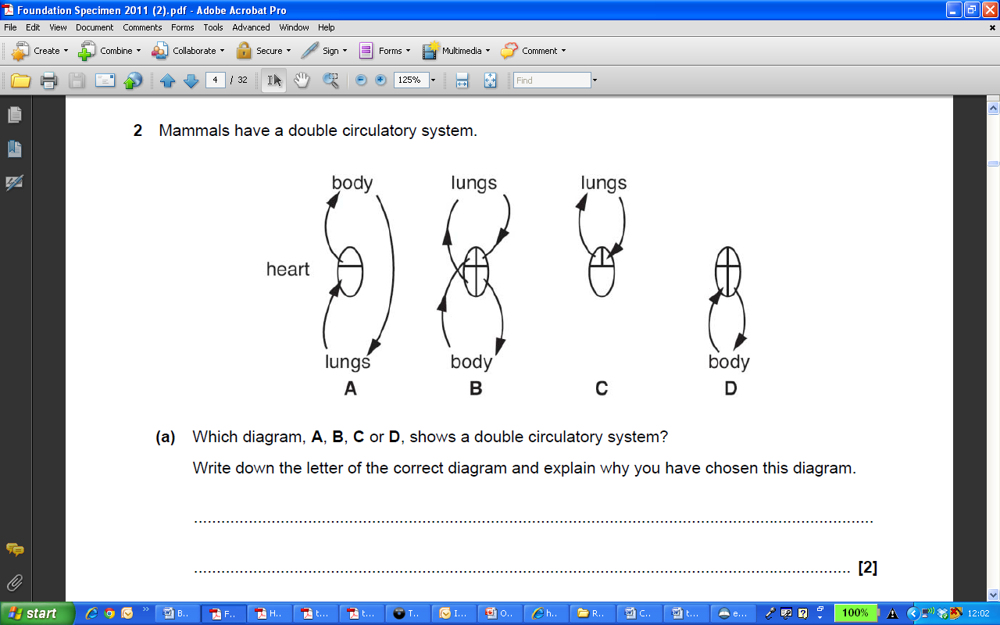 Foundation Specimen 2011 (2).pdf - Adobe Acrobat Pro
File Edit View Document Comments Forms Tools Advanced Window Help
Create Combine Collaborate Secure Sign Forms Multimedia Comment
4 / 32 125% Find
2 Mammals have a double circulatory system.
body lungs lungs
heart
lungs body body
A B C D
(a) Which diagram, A, B, C or D, shows a double circulatory system?
Write down the letter of the correct diagram and explain why you have chosen this diagram.
................................................................................
................................................................................ [2]
start B.. F.. H.. t... t... T.. I... O.. h.. R.. C.. t... e... 100% 12:02